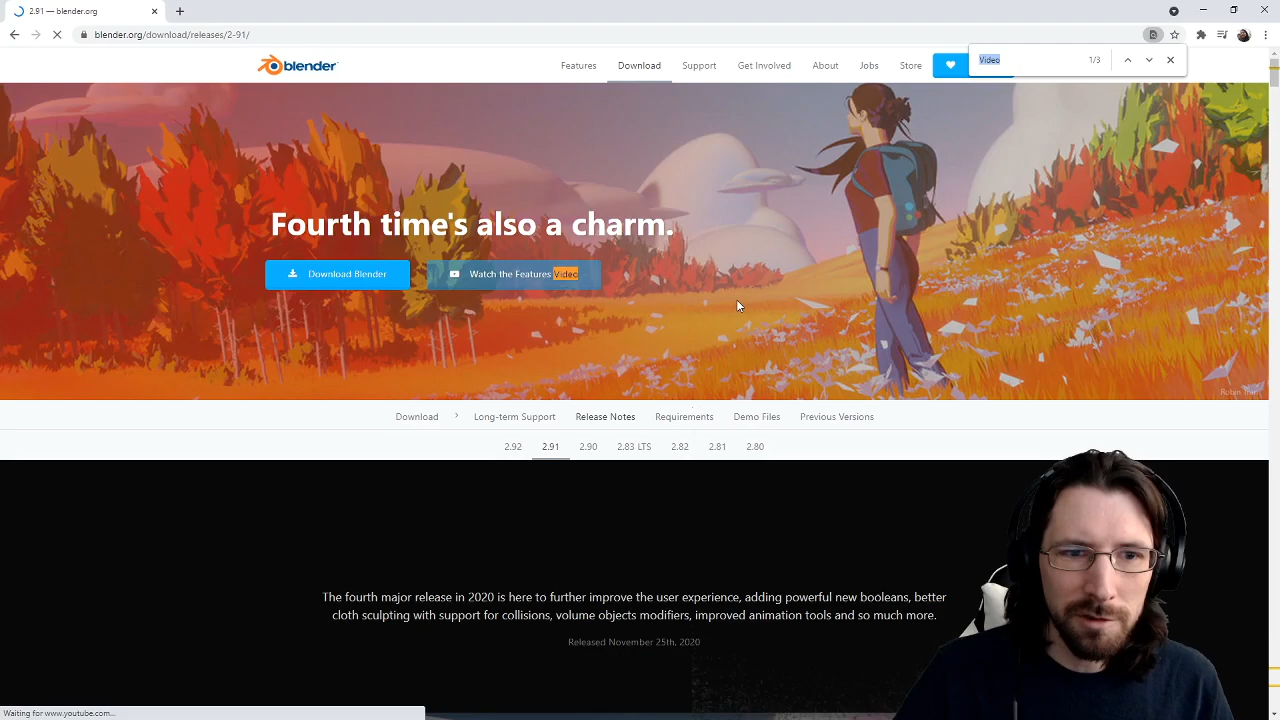 2.91 — blender.org
blender.org/download/releases/2-91/
blender
Features
Download
Support
Get Involved
About
Jobs
Store
Video
1/3
Fourth time's also a charm.
Download Blender
Watch the Features Video
Download
Long-term Support
Release Notes
Requirements
Demo Files
Previous Versions
2.92
2.91
2.90
2.83 LTS
2.82
2.81
2.80
The fourth major release in 2020 is here to further improve the user experience, adding powerful new booleans, better
cloth sculpting with support for collisions, volume objects modifiers, improved animation tools and so much more.
Released November 25th, 2020
Waiting for www.youtube.com...